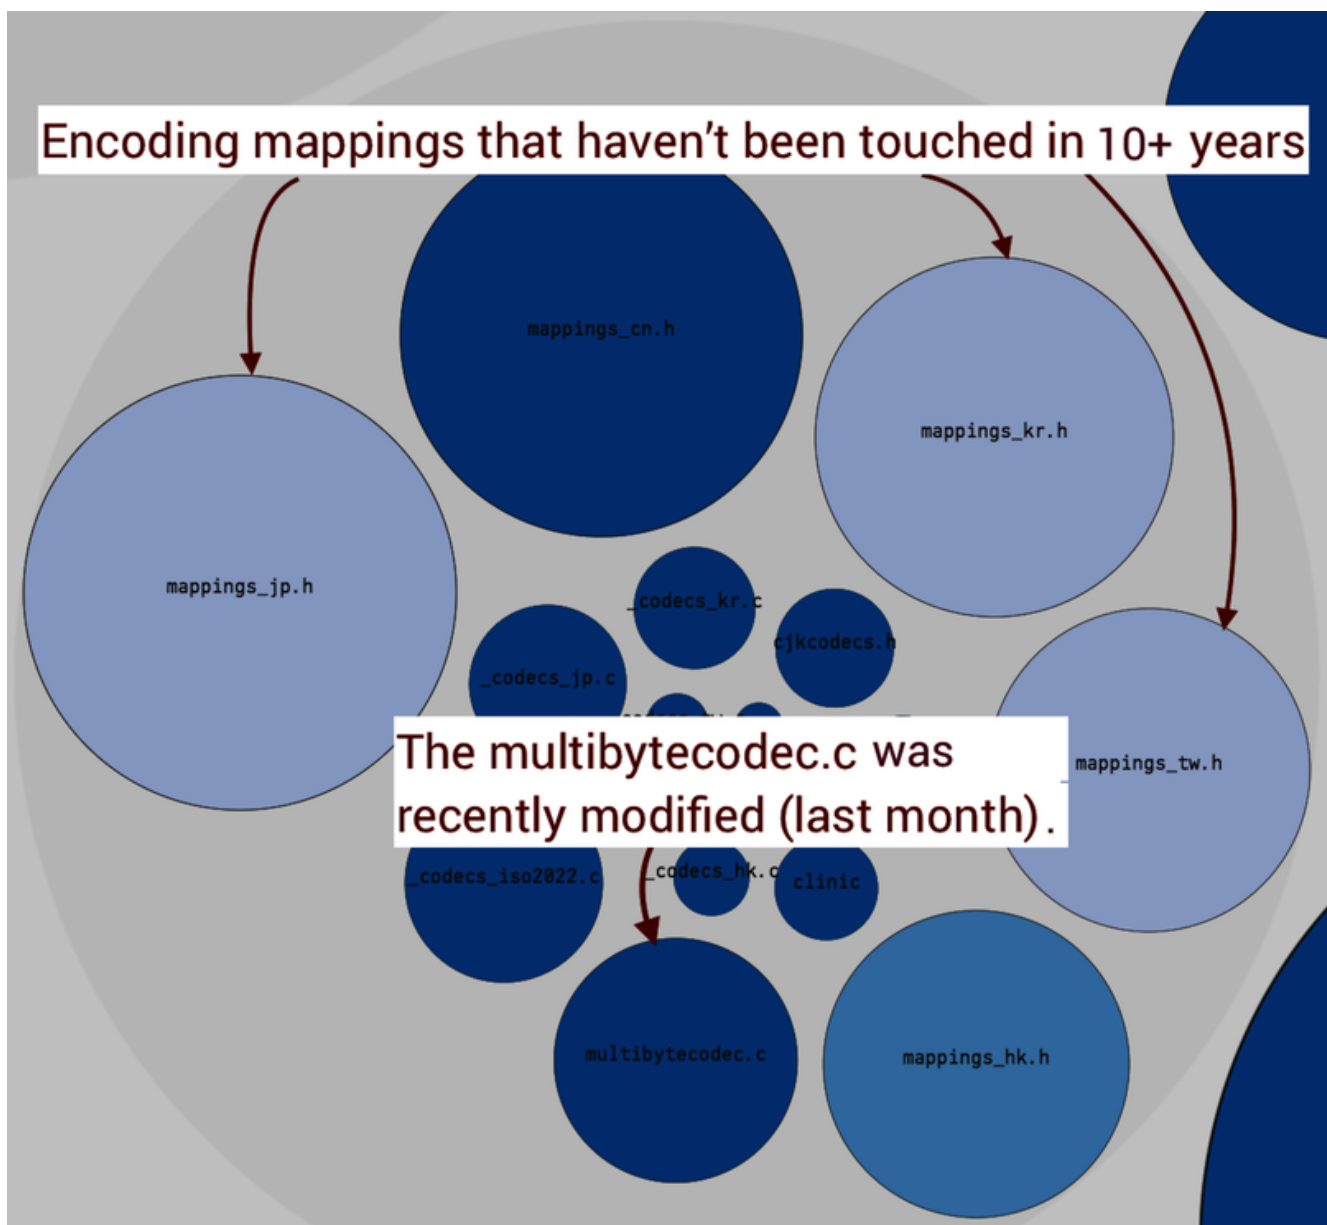 Encoding mappings that haven't been touched in 10+ years
mappings_cn.h
mappings_kr.h
mappings_jp.h
_codecs_kr.c
cjkcodecs.h
_codecs_jp.c
The multibytecodec.c was
recently modified (last month).
mappings_tw.h
_codecs_iso2022.c
_codecs_hk.c
clinic
multibytecodec.c
mappings_hk.h